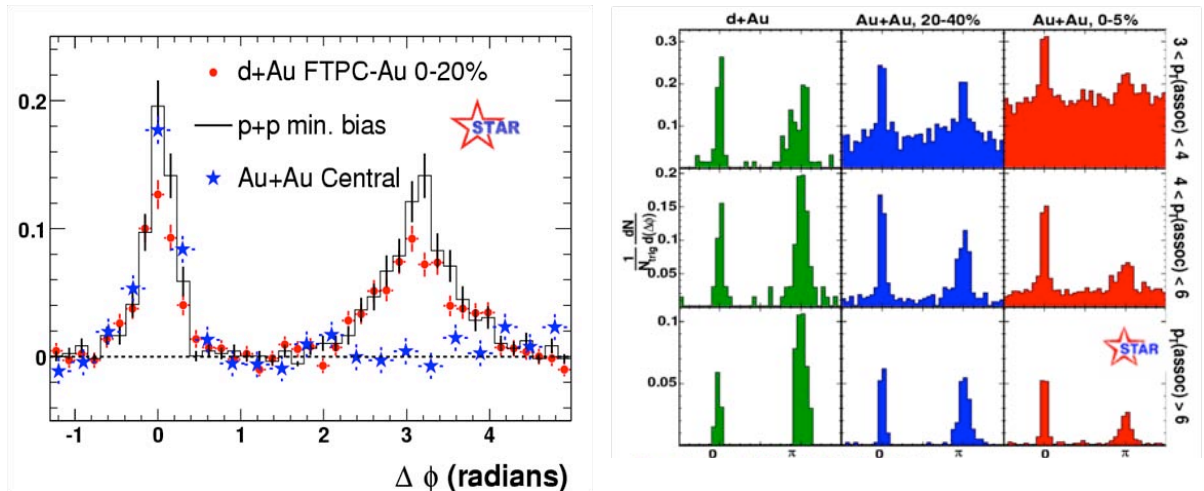 d+Au FTPC-Au 0-20%
p+p min. bias
Au+Au Central
STAR
0.2
0.1
0
-1 0 1 2 3 4
Δ ϕ (radians)
d+Au Au+Au, 20-40% Au+Au, 0-5%
0.3
0.2
0.1
3 < pT(assoc) < 4
0.2
0.15
0.1
0.05
1/Ntrig dN/d(Δϕ)
4 < pT(assoc) < 6
0.1
0.05
STAR
pT(assoc) > 6
0 π 0 π 0 π